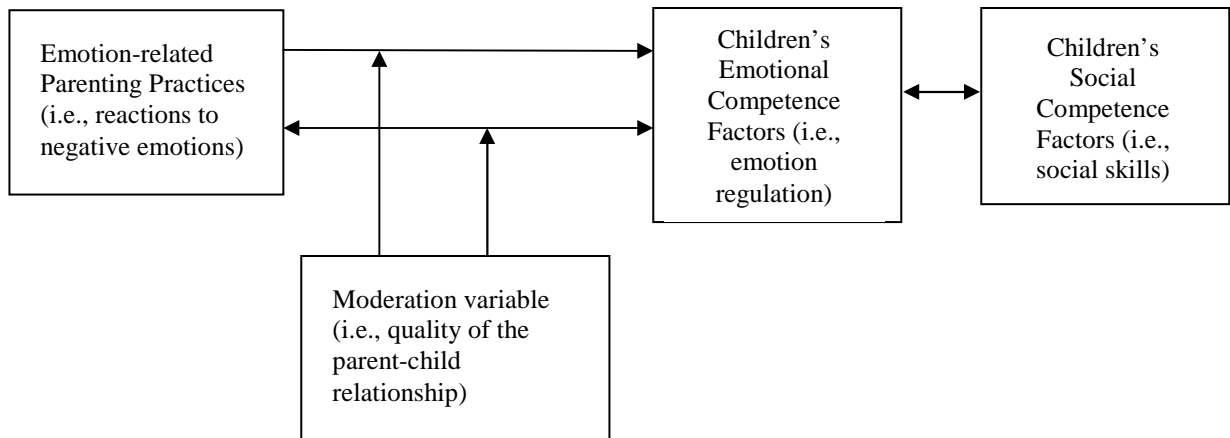 Emotion-related
Parenting Practices
(i.e., reactions to
negative emotions)
Children's
Emotional
Competence
Factors (i.e.,
emotion
regulation)
Children's
Social
Competence
Factors (i.e.,
social skills)
Moderation variable
(i.e., quality of the
parent-child
relationship)